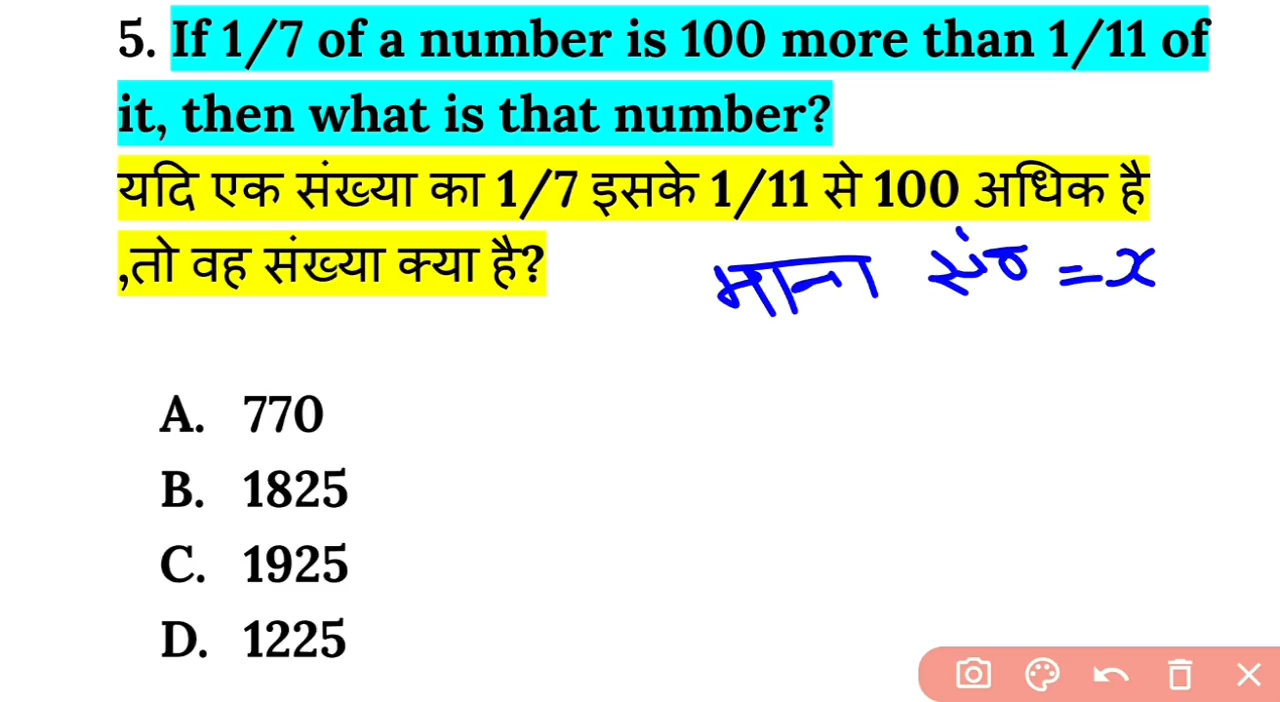 5. If 1/7 of a number is 100 more than 1/11 of
it, then what is that number?
यदि एक संख्या का 1/7 इसके 1/11 से 100 अधिक है
,तो वह संख्या क्या है?
माना सं० = x
A. 770
B. 1825
C. 1925
D. 1225